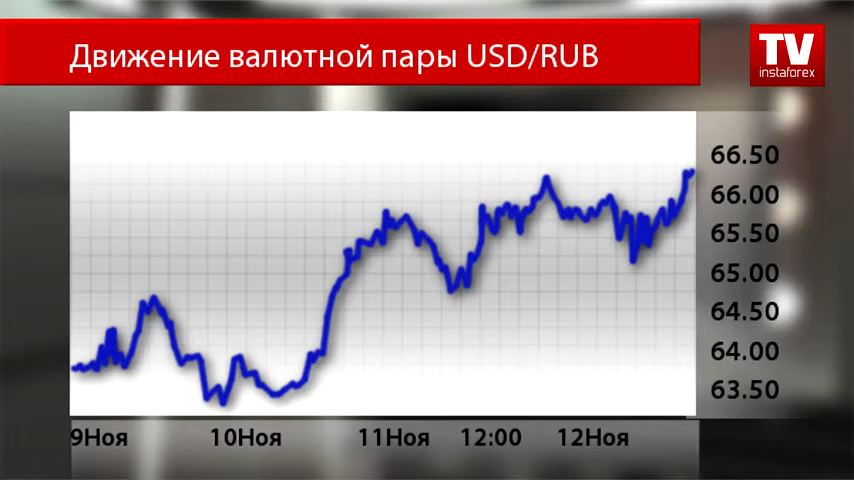 Движение валютной пары USD/RUB
TV
instaforex
66.50
66.00
65.50
65.00
64.50
64.00
63.50
9Ноя 10Ноя 11Ноя 12:00 12Ноя